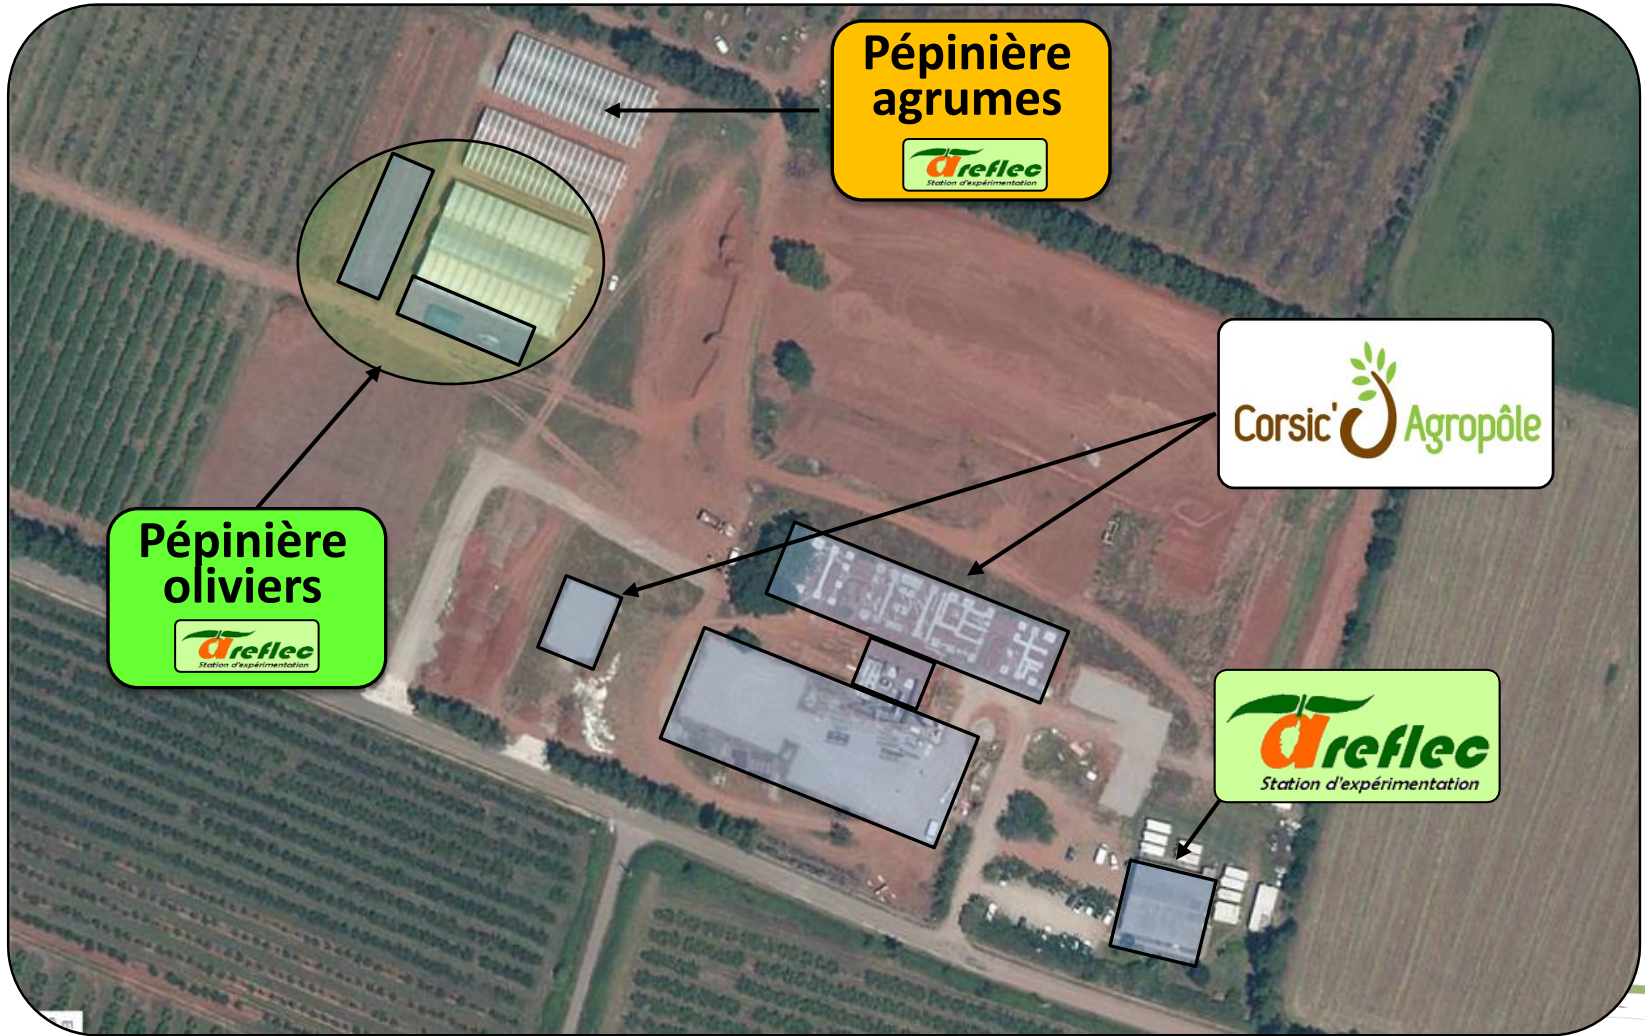 Pépinière
agrumes
areflec
Station d'expérimentation
Corsic' Agropôle
Pépinière
oliviers
areflec
Station d'expérimentation
areflec
Station d'expérimentation
m